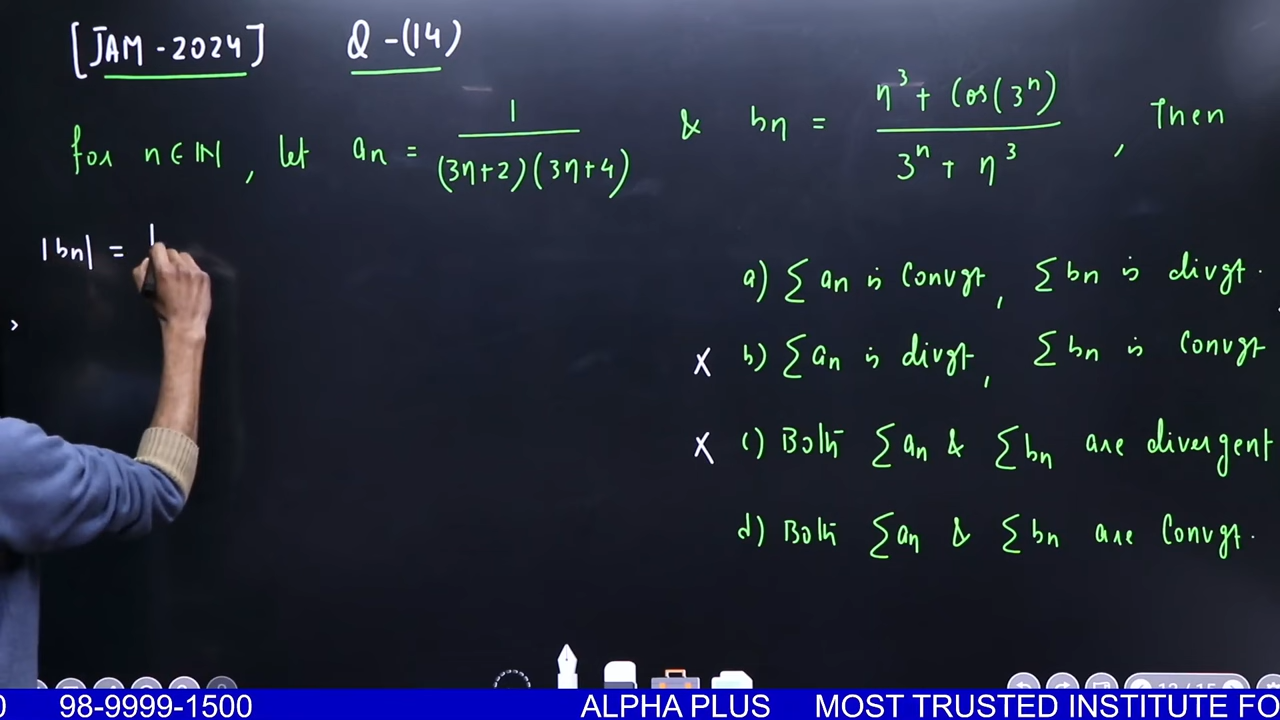 [JAM - 2024] Q - (14)
for n ∈ ℕ, let an = 1 / (3n+2)(3n+4) & bn = n³ + Cos(3ⁿ) / 3ⁿ + n³, Then
|bn| = |
a) ∑ an is Convgt, ∑ bn is divgt.
X b) ∑ an is divgt, ∑ bn is Convgt
X c) Both ∑ an & ∑ bn are divergent
d) Both ∑ an & ∑ bn are Convgt.
98-9999-1500 ALPHA PLUS MOST TRUSTED INSTITUTE FO